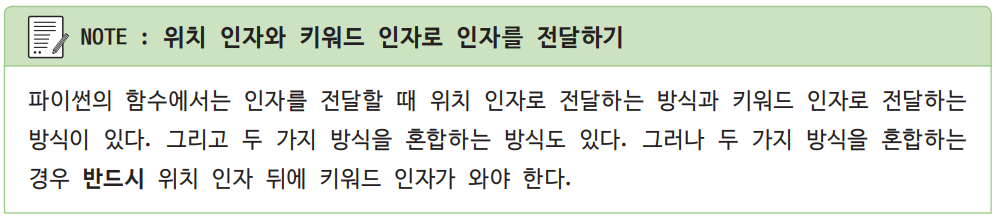 NOTE : 위치 인자와 키워드 인자로 인자를 전달하기
파이썬의 함수에서는 인자를 전달할 때 위치 인자로 전달하는 방식과 키워드 인자로 전달하는
방식이 있다. 그리고 두 가지 방식을 혼합하는 방식도 있다. 그러나 두 가지 방식을 혼합하는
경우 반드시 위치 인자 뒤에 키워드 인자가 와야 한다.